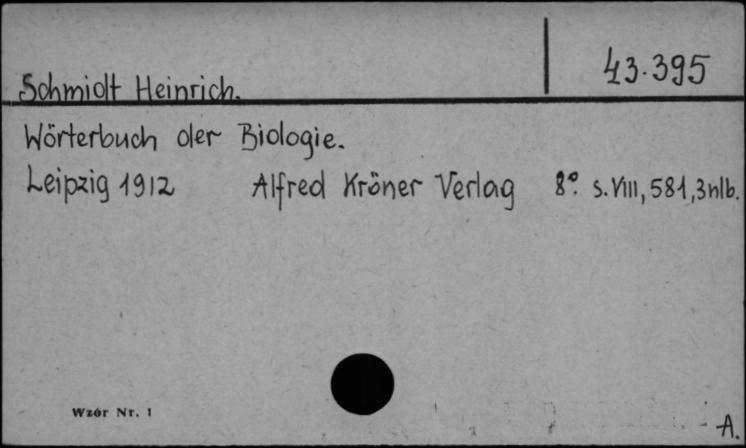 43.395
Schmidt Heinrich.
Wörterbuch der Biologie.
Leipzig 1912 Alfred Kröner Verlag 8° s. VIII, 581, 3 nlb.
Wzór Nr. 1
A.